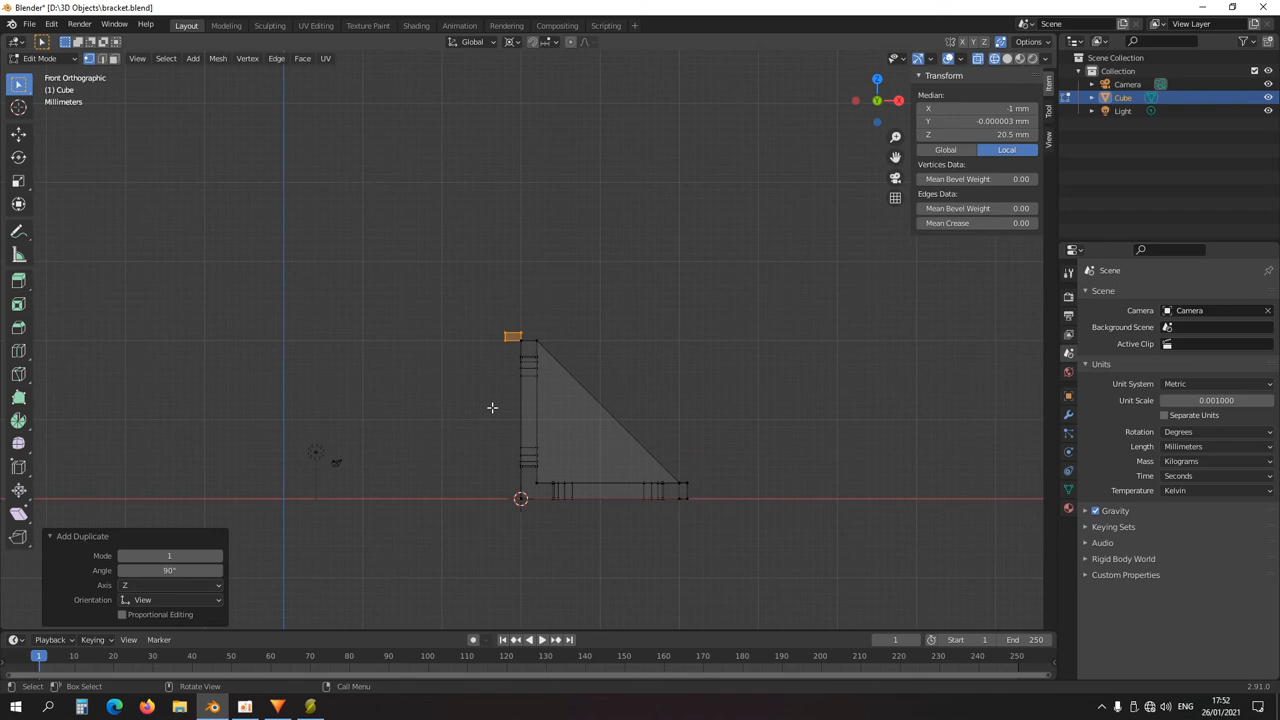 Blender* [D:\3D Objects\bracket.blend]
File Edit Render Window Help Layout Modeling Sculpting UV Editing Texture Paint Shading Animation Rendering Compositing Scripting + Scene View Layer
Global X Y Z Options
Edit Mode View Select Add Mesh Vertex Edge Face UV
Front Orthographic
(1) Cube
Millimeters
Z
Y
X
Transform
Median:
X -1 mm
Y -0.000003 mm
Z 20.5 mm
Global Local
Vertices Data:
Mean Bevel Weight 0.00
Edges Data:
Mean Bevel Weight 0.00
Mean Crease 0.00
Item
Tool
View
Scene Collection
Collection
Camera
Cube
Light
Scene
Scene
Camera Camera
Background Scene
Active Clip
Units
Unit System Metric
Unit Scale 0.001000
Separate Units
Rotation Degrees
Length Millimeters
Mass Kilograms
Time Seconds
Temperature Kelvin
Gravity
Keying Sets
Audio
Rigid Body World
Custom Properties
Add Duplicate
Mode 1
Angle 90°
Axis Z
Orientation View
Proportional Editing
Playback Keying View Marker 1 Start 1 End 250
1 10 20 30 40 50 60 70 80 90 100 110 120 130 140 150 160 170 180 190 200 210 220 230 240 250
Select Box Select Rotate View Call Menu 2.91.0
ENG 17:52
26/01/2021